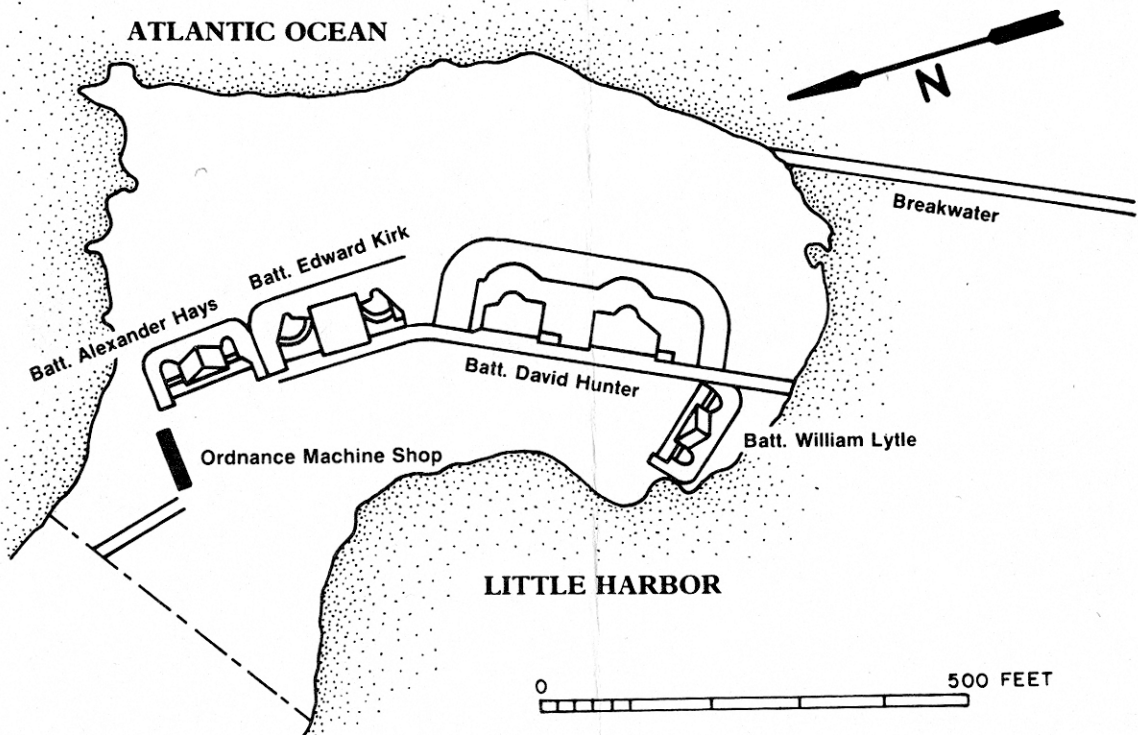 ATLANTIC OCEAN
N
Breakwater
Batt. Edward Kirk
Batt. Alexander Hays
Batt. David Hunter
Batt. William Lytle
Ordnance Machine Shop
LITTLE HARBOR
0
500 FEET